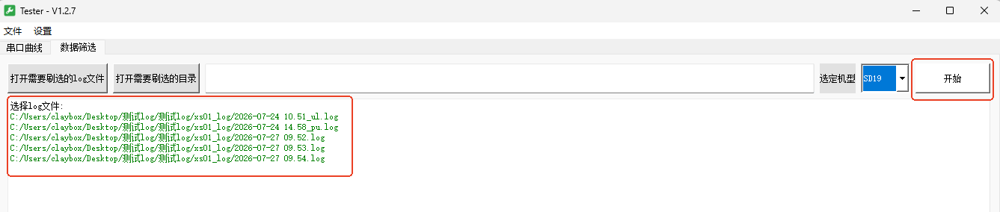 Tester - V1.2.7
文件 设置
串口曲线 数据筛选
打开需要刷选的log文件 打开需要刷选的目录 选定机型 SD19 开始
选择log文件:
C:/Users/claybox/Desktop/测试log/测试log/xs01_log/2026-07-24 10.51_ul.log
C:/Users/claybox/Desktop/测试log/测试log/xs01_log/2026-07-24 14.58_pu.log
C:/Users/claybox/Desktop/测试log/测试log/xs01_log/2026-07-27 09.52.log
C:/Users/claybox/Desktop/测试log/测试log/xs01_log/2026-07-27 09.53.log
C:/Users/claybox/Desktop/测试log/测试log/xs01_log/2026-07-27 09.54.log